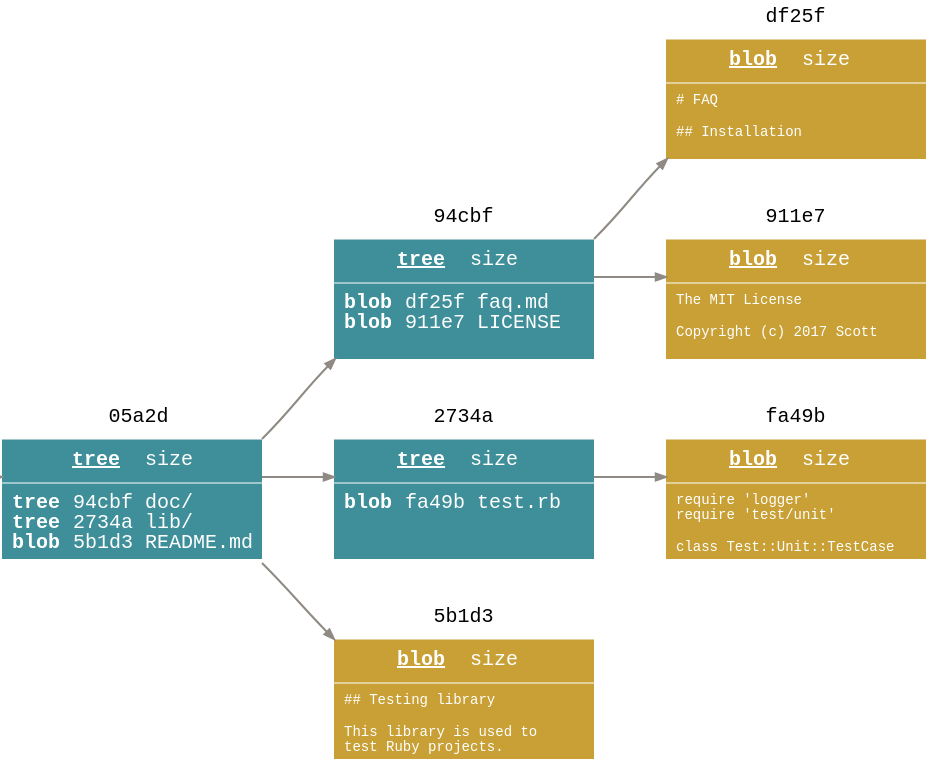 df25f
blob size
# FAQ
## Installation
94cbf
tree size
blob df25f faq.md
blob 911e7 LICENSE
911e7
blob size
The MIT License
Copyright (c) 2017 Scott
05a2d
tree size
tree 94cbf doc/
tree 2734a lib/
blob 5b1d3 README.md
2734a
tree size
blob fa49b test.rb
fa49b
blob size
require 'logger'
require 'test/unit'
class Test::Unit::TestCase
5b1d3
blob size
## Testing library
This library is used to
test Ruby projects.